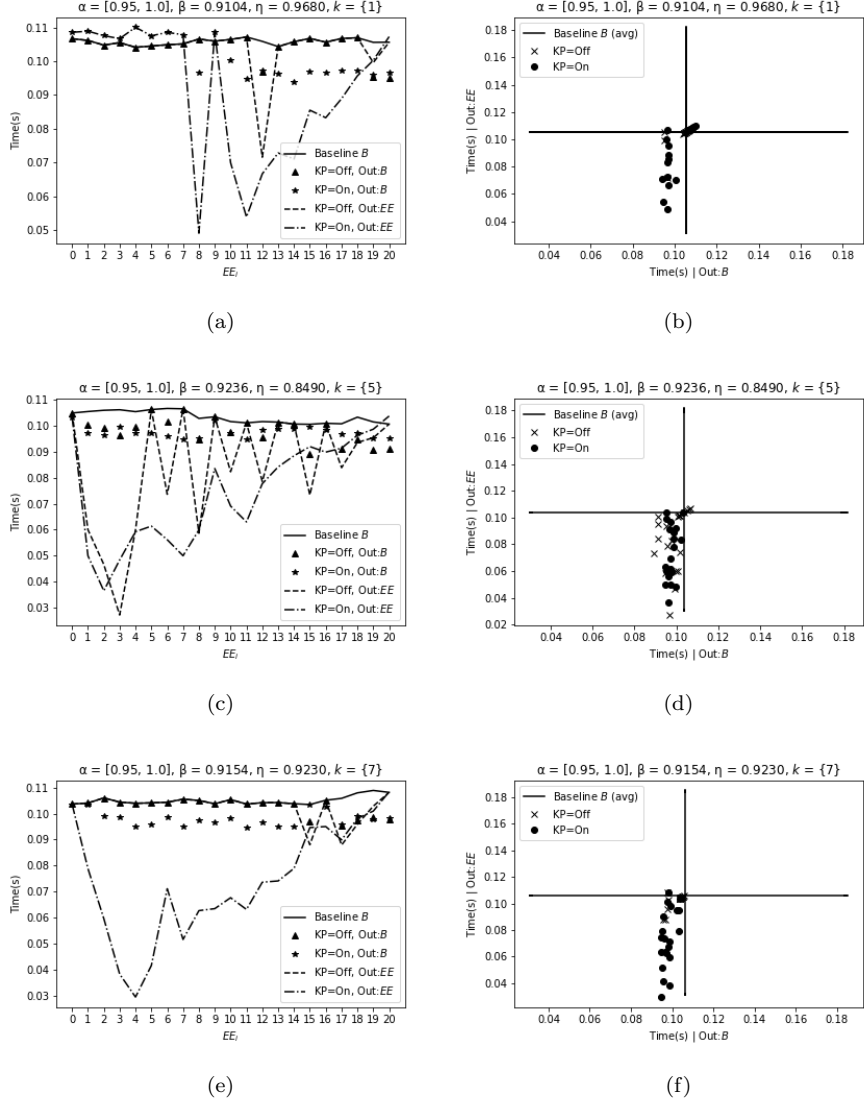 α = [0.95, 1.0], β = 0.9104, η = 0.9680, k = {1}
0.11
0.10
0.09
0.08
0.07
0.06
0.05
Time(s)
Baseline B
KP=Off, Out:B
KP=On, Out:B
KP=Off, Out:EE
KP=On, Out:EE
0 1 2 3 4 5 6 7 8 9 10 11 12 13 14 15 16 17 18 19 20
EEᵢ
(a)
α = [0.95, 1.0], β = 0.9104, η = 0.9680, k = {1}
0.18
0.16
0.14
0.12
0.10
0.08
0.06
0.04
Time(s) | Out:EE
Baseline B (avg)
KP=Off
KP=On
0.04 0.06 0.08 0.10 0.12 0.14 0.16 0.18
Time(s) | Out:B
(b)
α = [0.95, 1.0], β = 0.9236, η = 0.8490, k = {5}
0.11
0.10
0.09
0.08
0.07
0.06
0.05
0.04
0.03
Time(s)
Baseline B
KP=Off, Out:B
KP=On, Out:B
KP=Off, Out:EE
KP=On, Out:EE
0 1 2 3 4 5 6 7 8 9 10 11 12 13 14 15 16 17 18 19 20
EEᵢ
(c)
α = [0.95, 1.0], β = 0.9236, η = 0.8490, k = {5}
0.18
0.16
0.14
0.12
0.10
0.08
0.06
0.04
0.02
Time(s) | Out:EE
Baseline B (avg)
KP=Off
KP=On
0.04 0.06 0.08 0.10 0.12 0.14 0.16 0.18
Time(s) | Out:B
(d)
α = [0.95, 1.0], β = 0.9154, η = 0.9230, k = {7}
0.11
0.10
0.09
0.08
0.07
0.06
0.05
0.04
0.03
Time(s)
Baseline B
KP=Off, Out:B
KP=On, Out:B
KP=Off, Out:EE
KP=On, Out:EE
0 1 2 3 4 5 6 7 8 9 10 11 12 13 14 15 16 17 18 19 20
EEᵢ
(e)
α = [0.95, 1.0], β = 0.9154, η = 0.9230, k = {7}
0.18
0.16
0.14
0.12
0.10
0.08
0.06
0.04
Time(s) | Out:EE
Baseline B (avg)
KP=Off
KP=On
0.04 0.06 0.08 0.10 0.12 0.14 0.16 0.18
Time(s) | Out:B
(f)